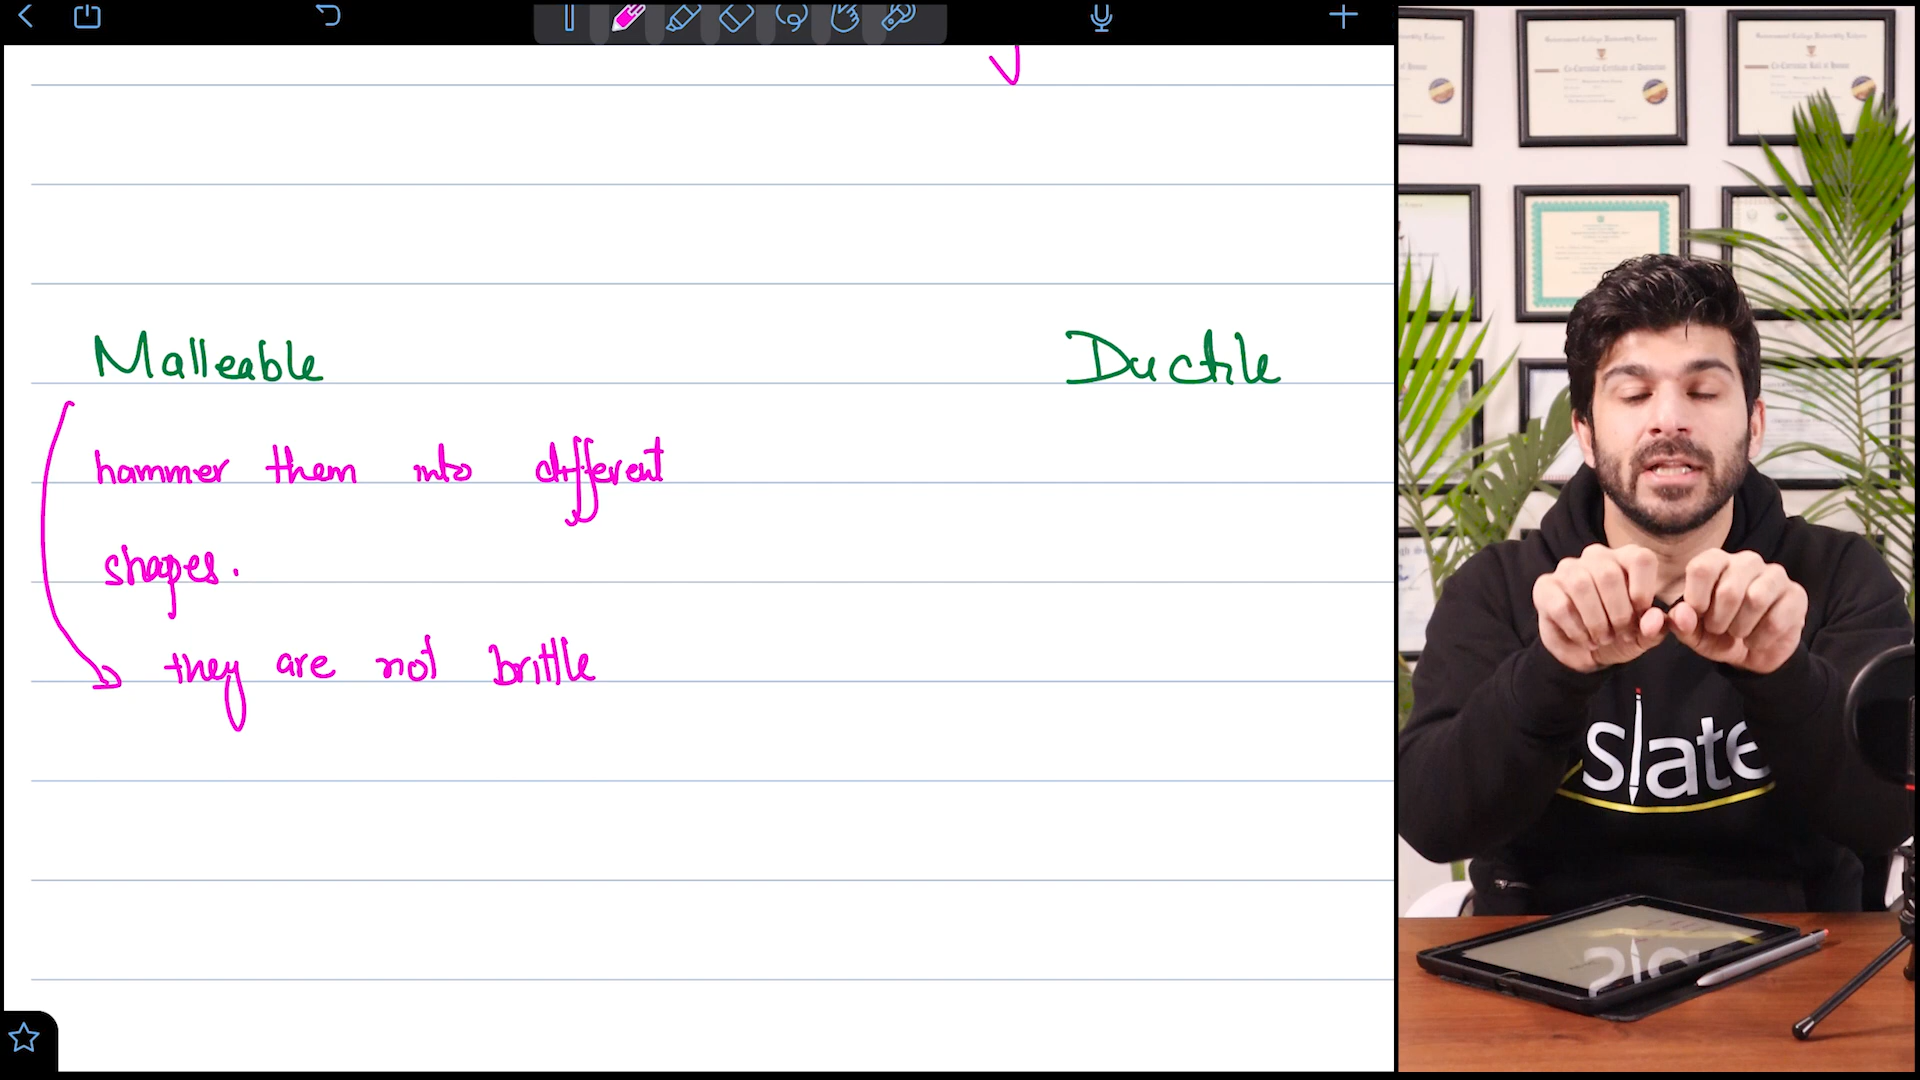 Malleable
Ductile
hammer them into different
shapes.
they are not brittle
slate